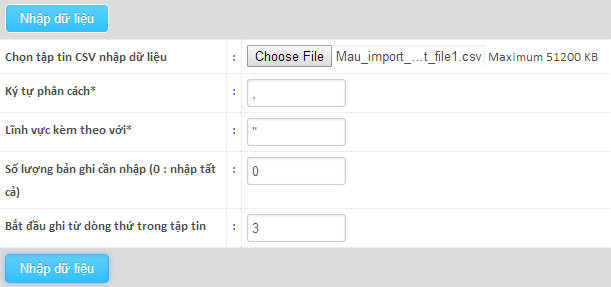 Nhập dữ liệu
Chọn tập tin CSV nhập dữ liệu : Choose File Mau_import_...t_file1.csv Maximum 51200 KB
Ký tự phân cách* : ,
Lĩnh vực kèm theo với* : "
Số lượng bản ghi cần nhập (0 : nhập tất : 0
cả)
Bắt đầu ghi từ dòng thứ trong tập tin : 3
Nhập dữ liệu